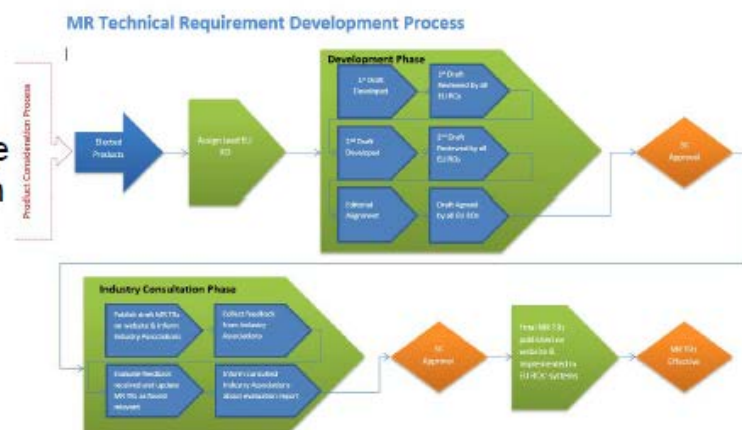 MR Technical Requirement Development Process
Product Consideration Process
Elected
Products
Assign Lead EU
RO
Development Phase
1st Draft
Developed
1st Draft
Reviewed by all
EU ROs
2nd Draft
Developed
2nd Draft
Reviewed by all
EU ROs
Editorial
Alignment
Draft Agreed
by all EU ROs
SC
Approval
Industry Consultation Phase
Publish draft MR TRs
on website & inform
Industry Associations
Collect feedback
from Industry
Associations
Evaluate feedback
received and update
MR TRs as found
relevant
Inform consulted
Industry Associations
about evaluation report
SC
Approval
Final MR TRs
published on
website &
implemented in
EU ROs' systems
MR TRs
Effective